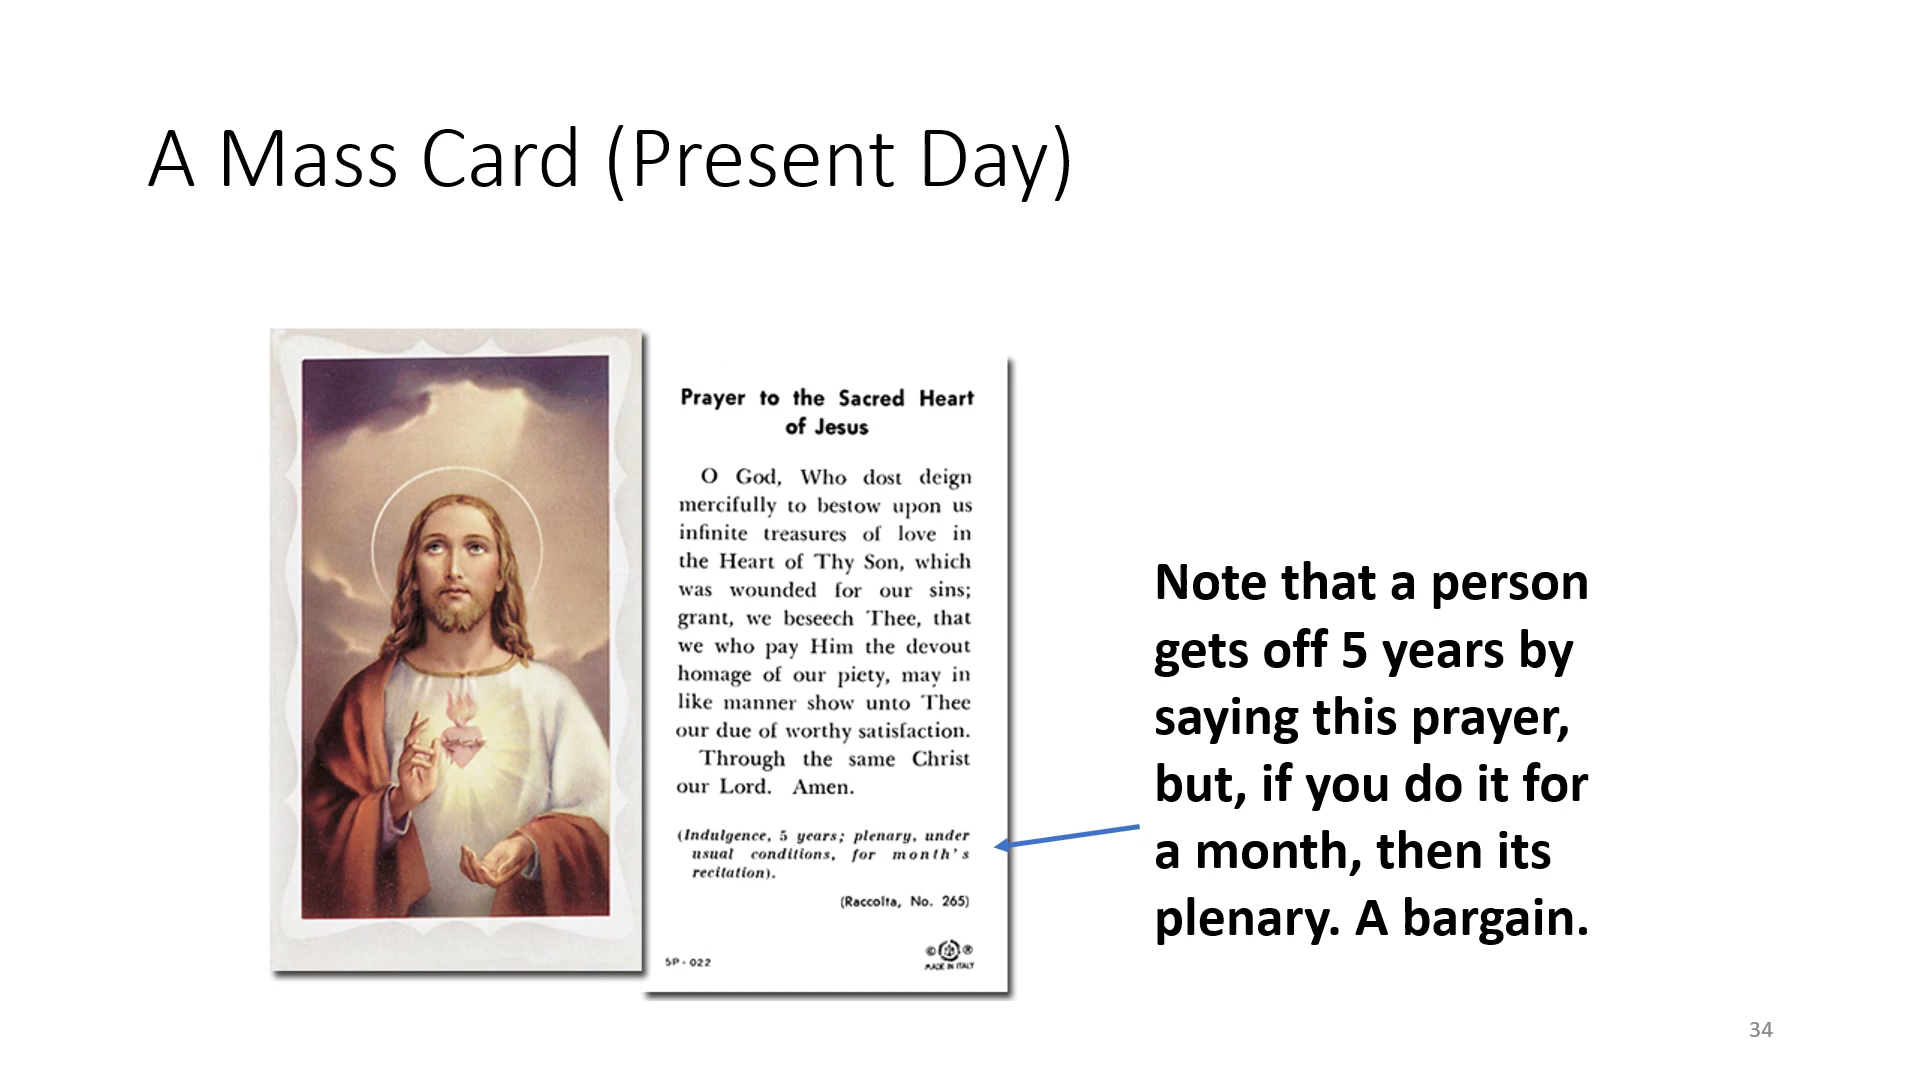 A Mass Card (Present Day)
Prayer to the Sacred Heart
of Jesus
O God, Who dost deign
mercifully to bestow upon us
infinite treasures of love in
the Heart of Thy Son, which
was wounded for our sins;
grant, we beseech Thee, that
we who pay Him the devout
homage of our piety, may in
like manner show unto Thee
our due of worthy satisfaction.
Through the same Christ
our Lord. Amen.
(Indulgence, 5 years; plenary, under
usual conditions, for month's
recitation).
(Raccolta, No. 265)
5P - 022
© ®
MADE IN ITALY
Note that a person
gets off 5 years by
saying this prayer,
but, if you do it for
a month, then its
plenary. A bargain.
34